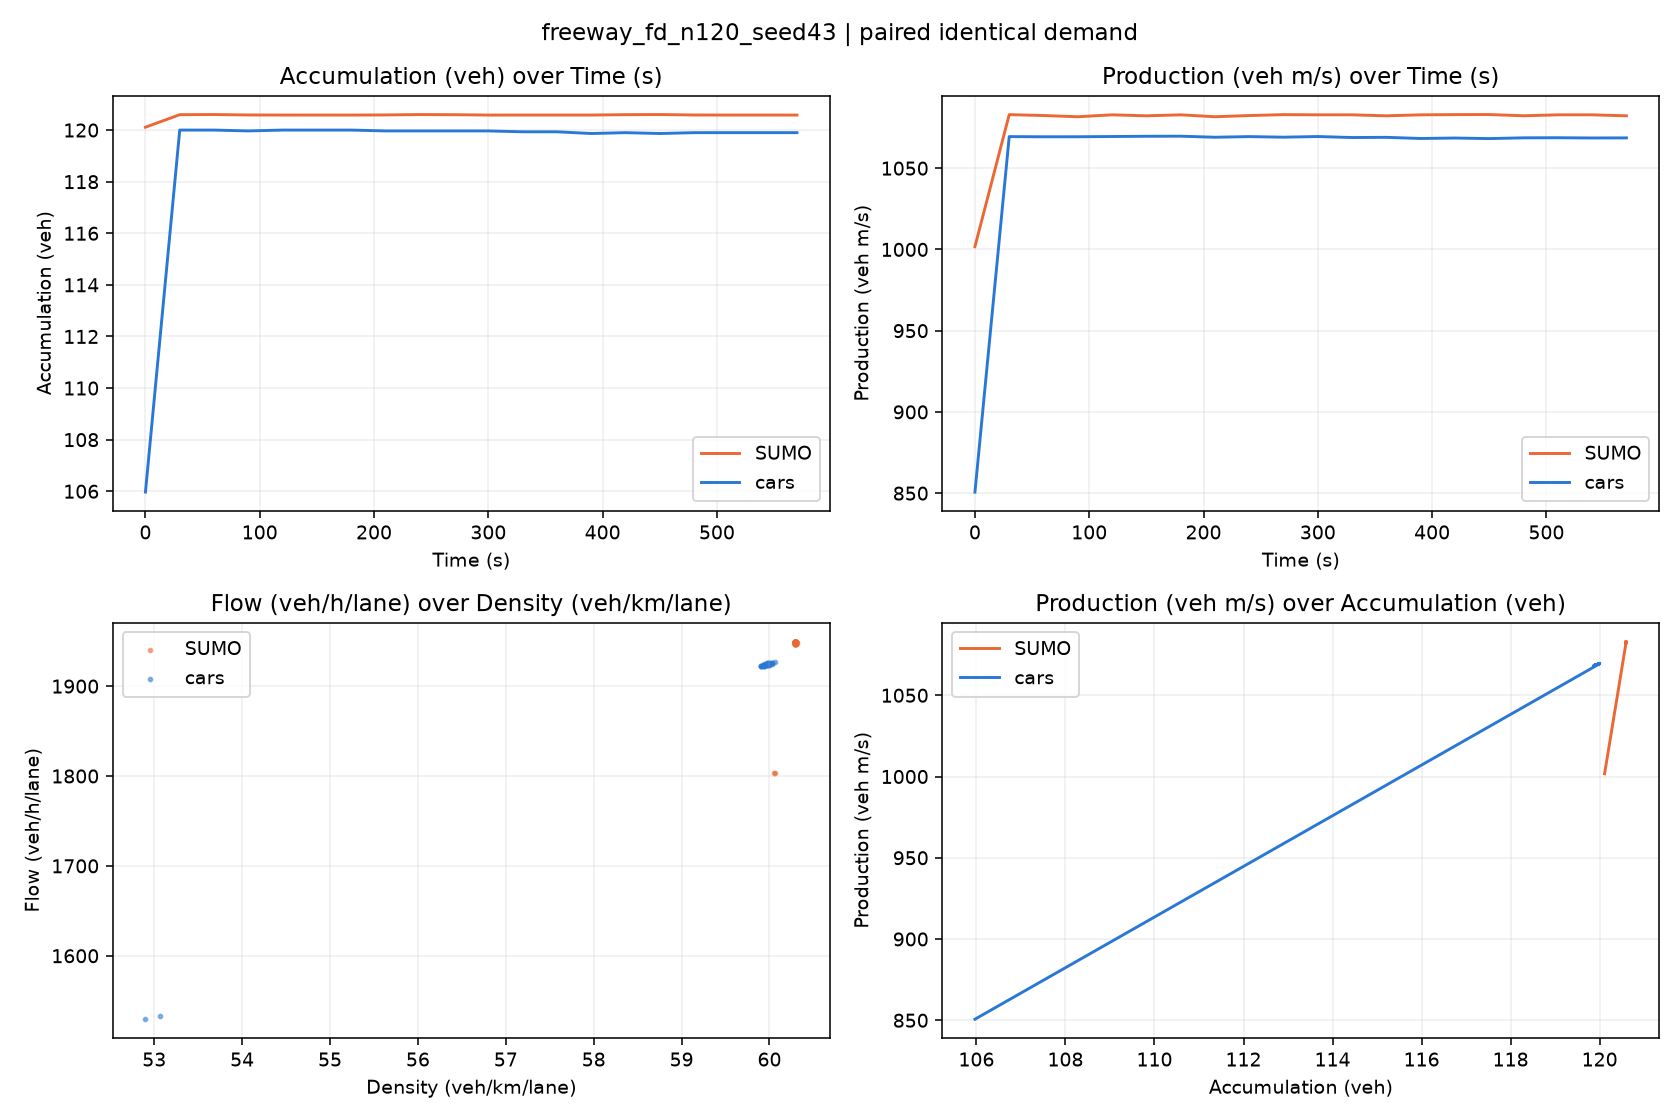 freeway_fd_n120_seed43 | paired identical demand
Accumulation (veh) over Time (s)
Accumulation (veh)
120
118
116
114
112
110
108
106
SUMO
cars
0 100 200 300 400 500
Time (s)
Production (veh m/s) over Time (s)
Production (veh m/s)
1050
1000
950
900
850
SUMO
cars
0 100 200 300 400 500
Time (s)
Flow (veh/h/lane) over Density (veh/km/lane)
Flow (veh/h/lane)
SUMO
cars
1900
1800
1700
1600
53 54 55 56 57 58 59 60
Density (veh/km/lane)
Production (veh m/s) over Accumulation (veh)
Production (veh m/s)
SUMO
cars
1050
1000
950
900
850
106 108 110 112 114 116 118 120
Accumulation (veh)